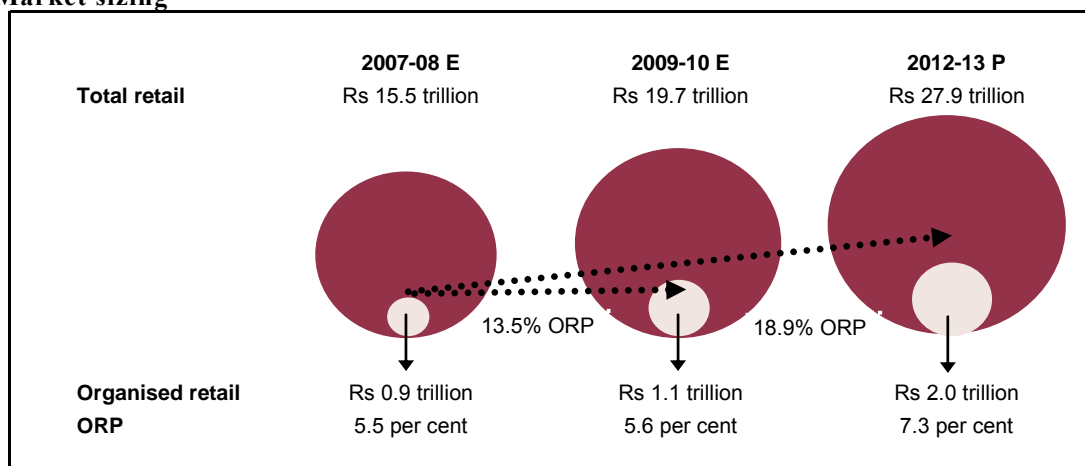 Market sizing
2007-08 E 2009-10 E 2012-13 P
Total retail Rs 15.5 trillion Rs 19.7 trillion Rs 27.9 trillion
13.5% ORP 18.9% ORP
Organised retail Rs 0.9 trillion Rs 1.1 trillion Rs 2.0 trillion
ORP 5.5 per cent 5.6 per cent 7.3 per cent